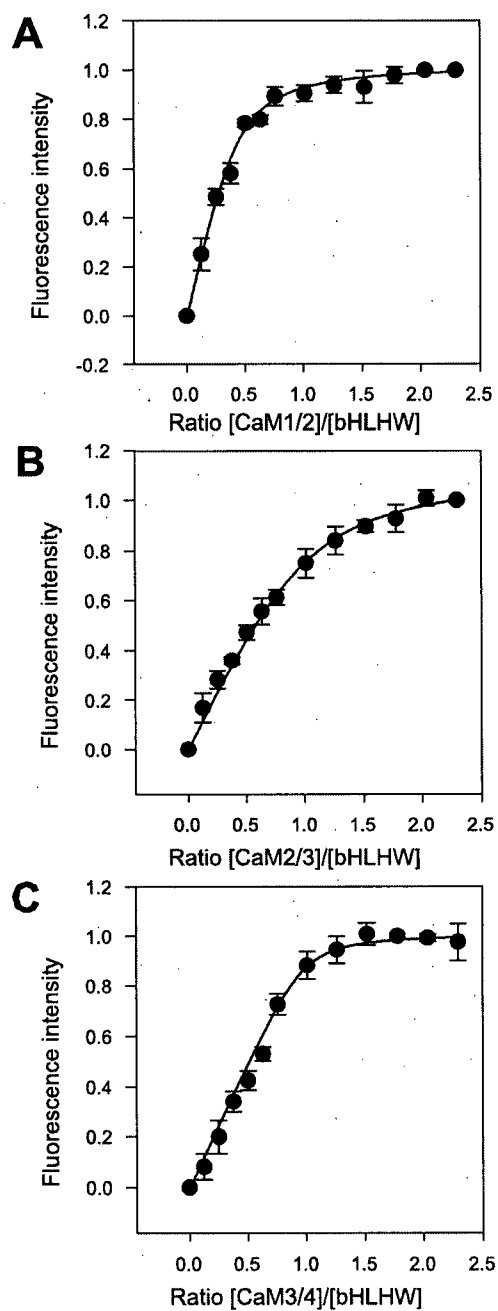 A
1.2
1.0
0.8
0.6
0.4
0.2
0.0
-0.2
Fluorescence intensity
0.0 0.5 1.0 1.5 2.0 2.5
Ratio [CaM1/2]/[bHLHW]
B
1.2
1.0
0.8
0.6
0.4
0.2
0.0
Fluorescence intensity
0.0 0.5 1.0 1.5 2.0 2.5
Ratio [CaM2/3]/[bHLHW]
C
1.2
1.0
0.8
0.6
0.4
0.2
0.0
Fluorescence intensity
0.0 0.5 1.0 1.5 2.0 2.5
Ratio [CaM3/4]/[bHLHW]